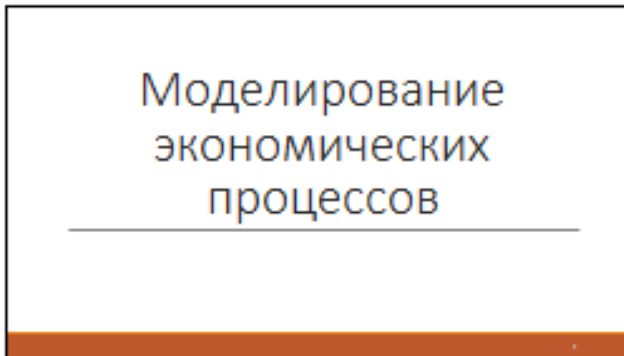 Моделирование
экономических
процессов